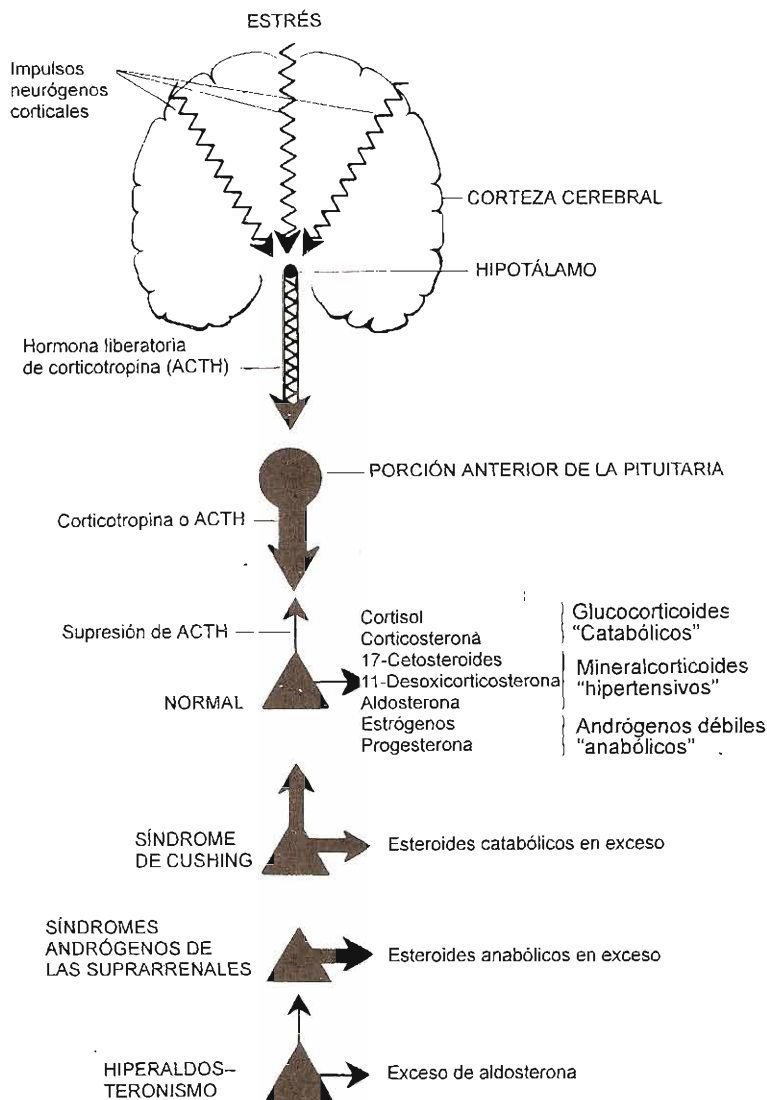 ESTRÉS
Impulsos
neurógenos
corticales
CORTEZA CEREBRAL
HIPOTÁLAMO
Hormona liberatoria
de corticotropina (ACTH)
PORCIÓN ANTERIOR DE LA PITUITARIA
Corticotropina o ACTH
Supresión de ACTH
NORMAL
Cortisol
Corticosterona
17-Cetosteroides
11-Desoxicorticosterona
Aldosterona
Estrógenos
Progesterona
Glucocorticoides
"Catabólicos"
Mineralcorticoides
"hipertensivos"
Andrógenos débiles
"anabólicos"
SÍNDROME
DE CUSHING
Esteroides catabólicos en exceso
SÍNDROMES
ANDRÓGENOS DE
LAS SUPRARRENALES
Esteroides anabólicos en exceso
HIPERALDOS–
TERONISMO
Exceso de aldosterona